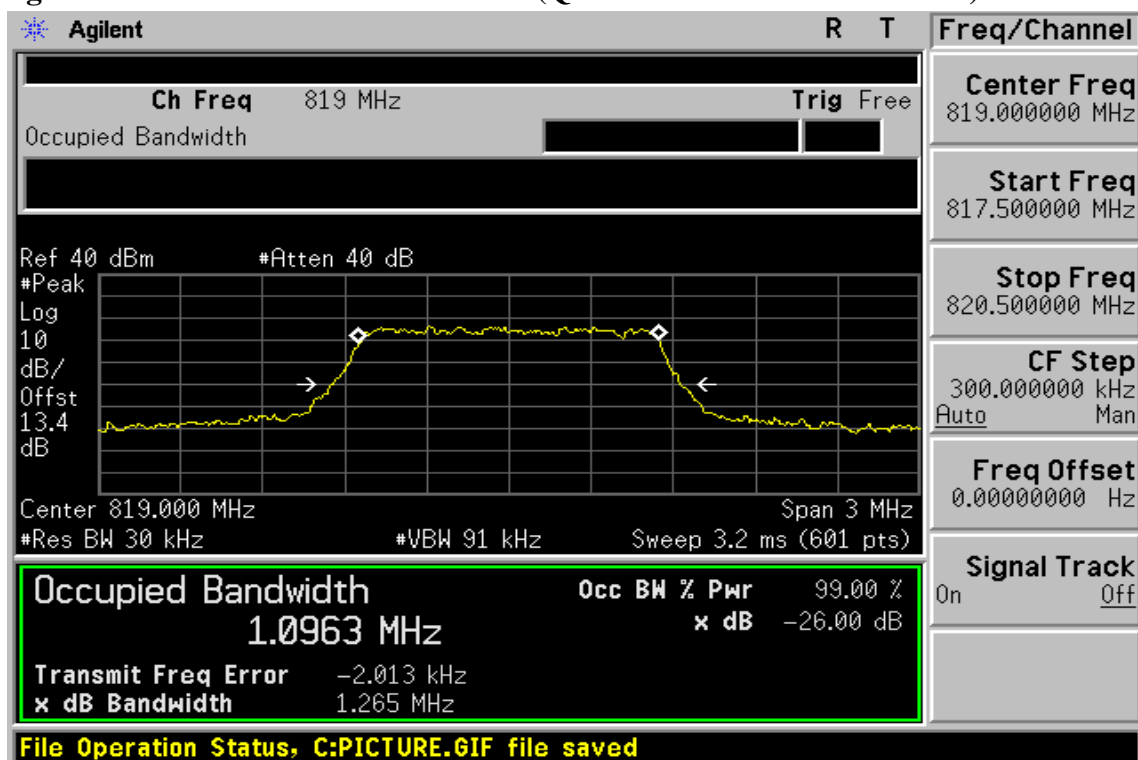 Agilent R T Freq/Channel
Ch Freq 819 MHz Trig Free
Occupied Bandwidth
Center Freq
819.000000 MHz
Start Freq
817.500000 MHz
Stop Freq
820.500000 MHz
CF Step
300.000000 kHz
Auto Man
Freq Offset
0.00000000 Hz
Signal Track
On Off
Ref 40 dBm #Atten 40 dB
#Peak
Log
10
dB/
Offst
13.4
dB
Center 819.000 MHz Span 3 MHz
#Res BW 30 kHz #VBW 91 kHz Sweep 3.2 ms (601 pts)
Occupied Bandwidth Occ BW % Pwr 99.00 %
1.0963 MHz x dB -26.00 dB
Transmit Freq Error -2.013 kHz
x dB Bandwidth 1.265 MHz
File Operation Status, C:PICTURE.GIF file saved